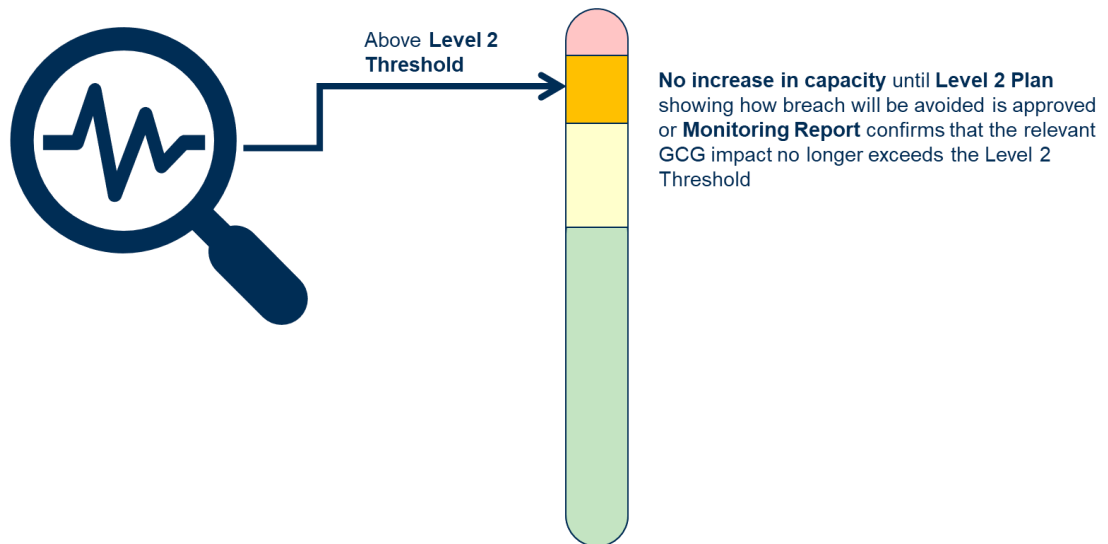 Above Level 2
Threshold
No increase in capacity until Level 2 Plan
showing how breach will be avoided is approved
or Monitoring Report confirms that the relevant
GCG impact no longer exceeds the Level 2
Threshold